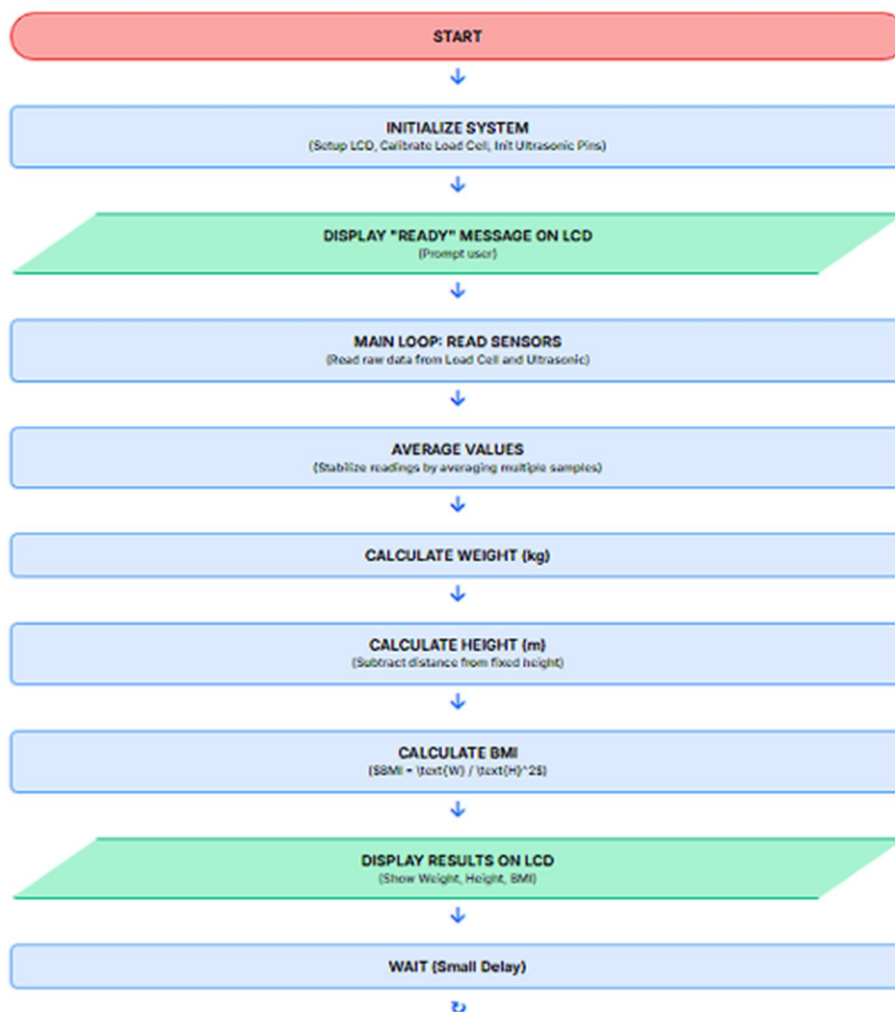 START
INITIALIZE SYSTEM
(Setup LCD, Calibrate Load Cell, Init Ultrasonic Pins)
DISPLAY "READY" MESSAGE ON LCD
(Prompt user)
MAIN LOOP: READ SENSORS
(Read raw data from Load Cell and Ultrasonic)
AVERAGE VALUES
(Stabilize readings by averaging multiple samples)
CALCULATE WEIGHT (kg)
CALCULATE HEIGHT (m)
(Subtract distance from fixed height)
CALCULATE BMI
($BMI = \text{W} / \text{H}^2$)
DISPLAY RESULTS ON LCD
(Show Weight, Height, BMI)
WAIT (Small Delay)